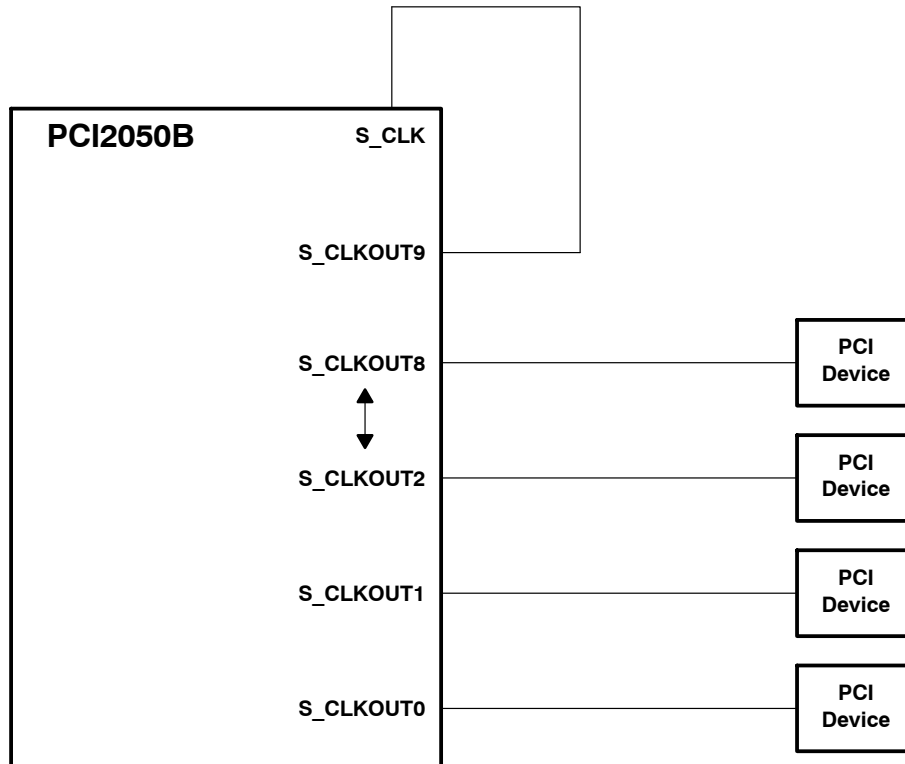 PCI2050B
S_CLK
S_CLKOUT9
S_CLKOUT8
PCI
Device
S_CLKOUT2
PCI
Device
S_CLKOUT1
PCI
Device
S_CLKOUT0
PCI
Device